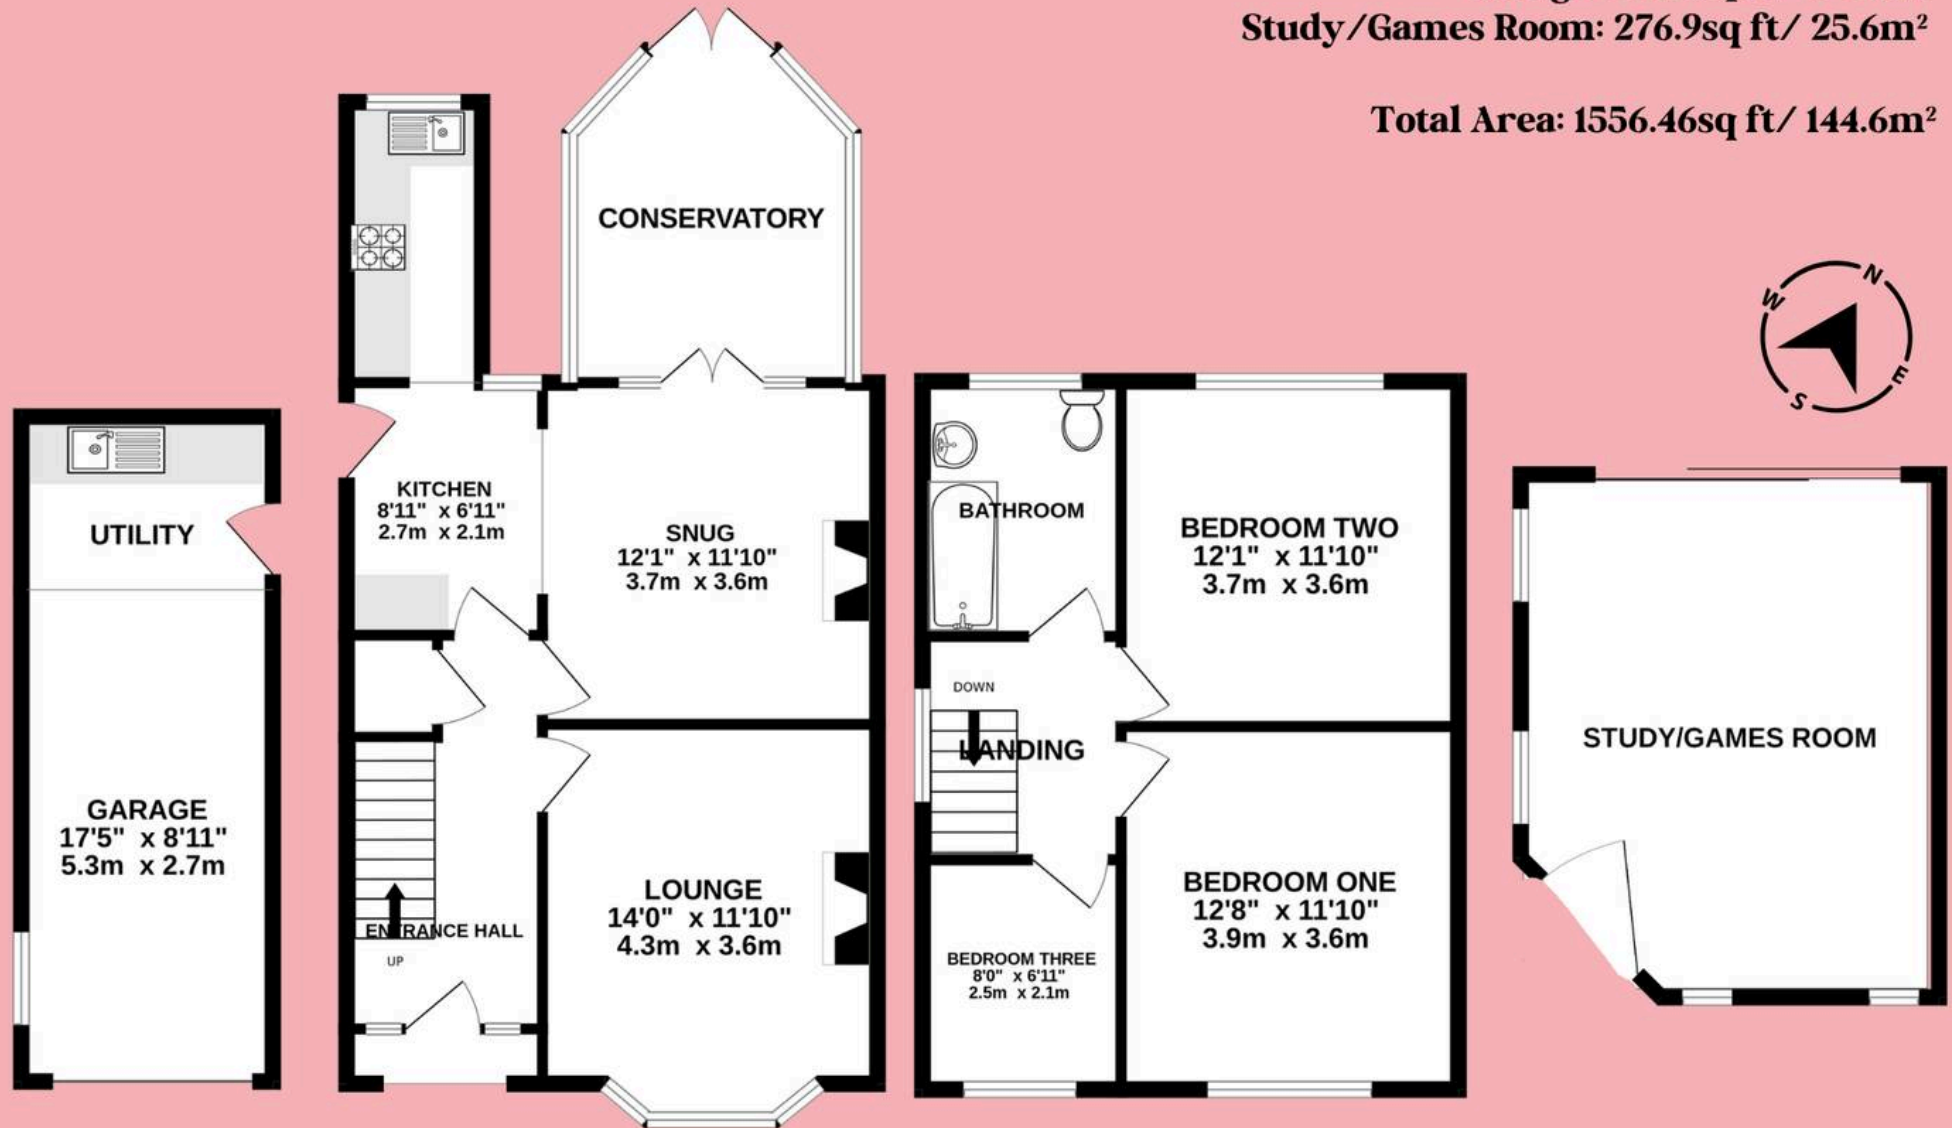 Study/Games Room: 276.9sq ft/ 25.6m²
Total Area: 1556.46sq ft/ 144.6m²
CONSERVATORY
N
W
E
S
KITCHEN
8'11" x 6'11"
2.7m x 2.1m
UTILITY
SNUG
12'1" x 11'10"
3.7m x 3.6m
BATHROOM
BEDROOM TWO
12'1" x 11'10"
3.7m x 3.6m
DOWN
LANDING
STUDY/GAMES ROOM
GARAGE
17'5" x 8'11"
5.3m x 2.7m
LOUNGE
14'0" x 11'10"
4.3m x 3.6m
ENTRANCE HALL
UP
BEDROOM ONE
12'8" x 11'10"
3.9m x 3.6m
BEDROOM THREE
8'0" x 6'11"
2.5m x 2.1m